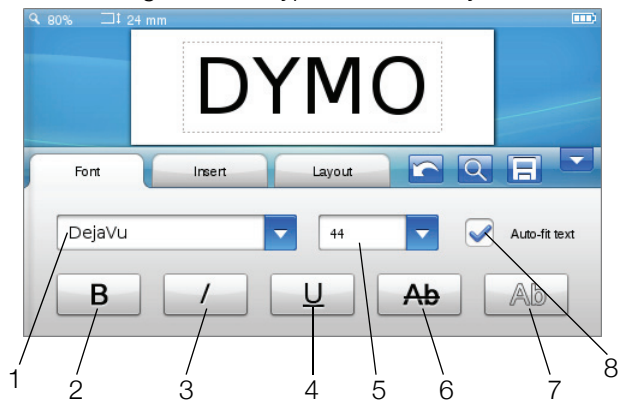 80% 24 mm
DYMO
Font Insert Layout
DejaVu 44 Auto-fit text
B I U Ab Ab
1 2 3 4 5 6 7 8